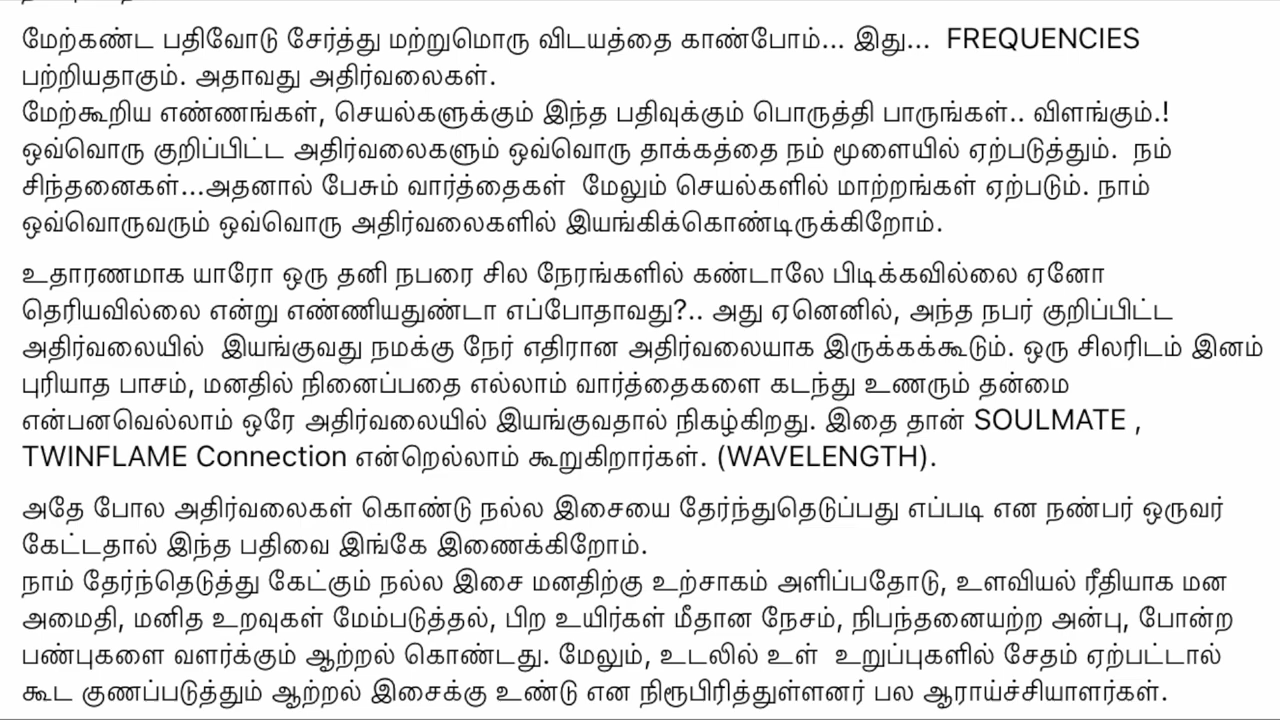 மேற்கண்ட பதிவோடு சேர்த்து மற்றுமொரு விடயத்தை காண்போம்... இது... FREQUENCIES
பற்றியதாகும். அதாவது அதிர்வலைகள்.
மேற்கூறிய எண்ணங்கள், செயல்களுக்கும் இந்த பதிவுக்கும் பொருத்தி பாருங்கள்.. விளங்கும்.!
ஒவ்வொரு குறிப்பிட்ட அதிர்வலைகளும் ஒவ்வொரு தாக்கத்தை நம் மூளையில் ஏற்படுத்தும். நம்
சிந்தனைகள்...அதனால் பேசும் வார்த்தைகள் மேலும் செயல்களில் மாற்றங்கள் ஏற்படும். நாம்
ஒவ்வொருவரும் ஒவ்வொரு அதிர்வலைகளில் இயங்கிக்கொண்டிருக்கிறோம்.
உதாரணமாக யாரோ ஒரு தனி நபரை சில நேரங்களில் கண்டாலே பிடிக்கவில்லை ஏனோ
தெரியவில்லை என்று எண்ணியதுண்டா எப்போதாவது?.. அது ஏனெனில், அந்த நபர் குறிப்பிட்ட
அதிர்வலையில் இயங்குவது நமக்கு நேர் எதிரான அதிர்வலையாக இருக்கக்கூடும். ஒரு சிலரிடம் இனம்
புரியாத பாசம், மனதில் நினைப்பதை எல்லாம் வார்த்தைகளை கடந்து உணரும் தன்மை
என்பனவெல்லாம் ஒரே அதிர்வலையில் இயங்குவதால் நிகழ்கிறது. இதை தான் SOULMATE ,
TWINFLAME Connection என்றெல்லாம் கூறுகிறார்கள். (WAVELENGTH).
அதே போல அதிர்வலைகள் கொண்டு நல்ல இசையை தேர்ந்துதெடுப்பது எப்படி என நண்பர் ஒருவர்
கேட்டதால் இந்த பதிவை இங்கே இணைக்கிறோம்.
நாம் தேர்ந்தெடுத்து கேட்கும் நல்ல இசை மனதிற்கு உற்சாகம் அளிப்பதோடு, உளவியல் ரீதியாக மன
அமைதி, மனித உறவுகள் மேம்படுத்தல், பிற உயிர்கள் மீதான நேசம், நிபந்தனையற்ற அன்பு, போன்ற
பண்புகளை வளர்க்கும் ஆற்றல் கொண்டது. மேலும், உடலில் உள் உறுப்புகளில் சேதம் ஏற்பட்டால்
கூட குணப்படுத்தும் ஆற்றல் இசைக்கு உண்டு என நிரூபிரித்துள்ளனர் பல ஆராய்ச்சியாளர்கள்.